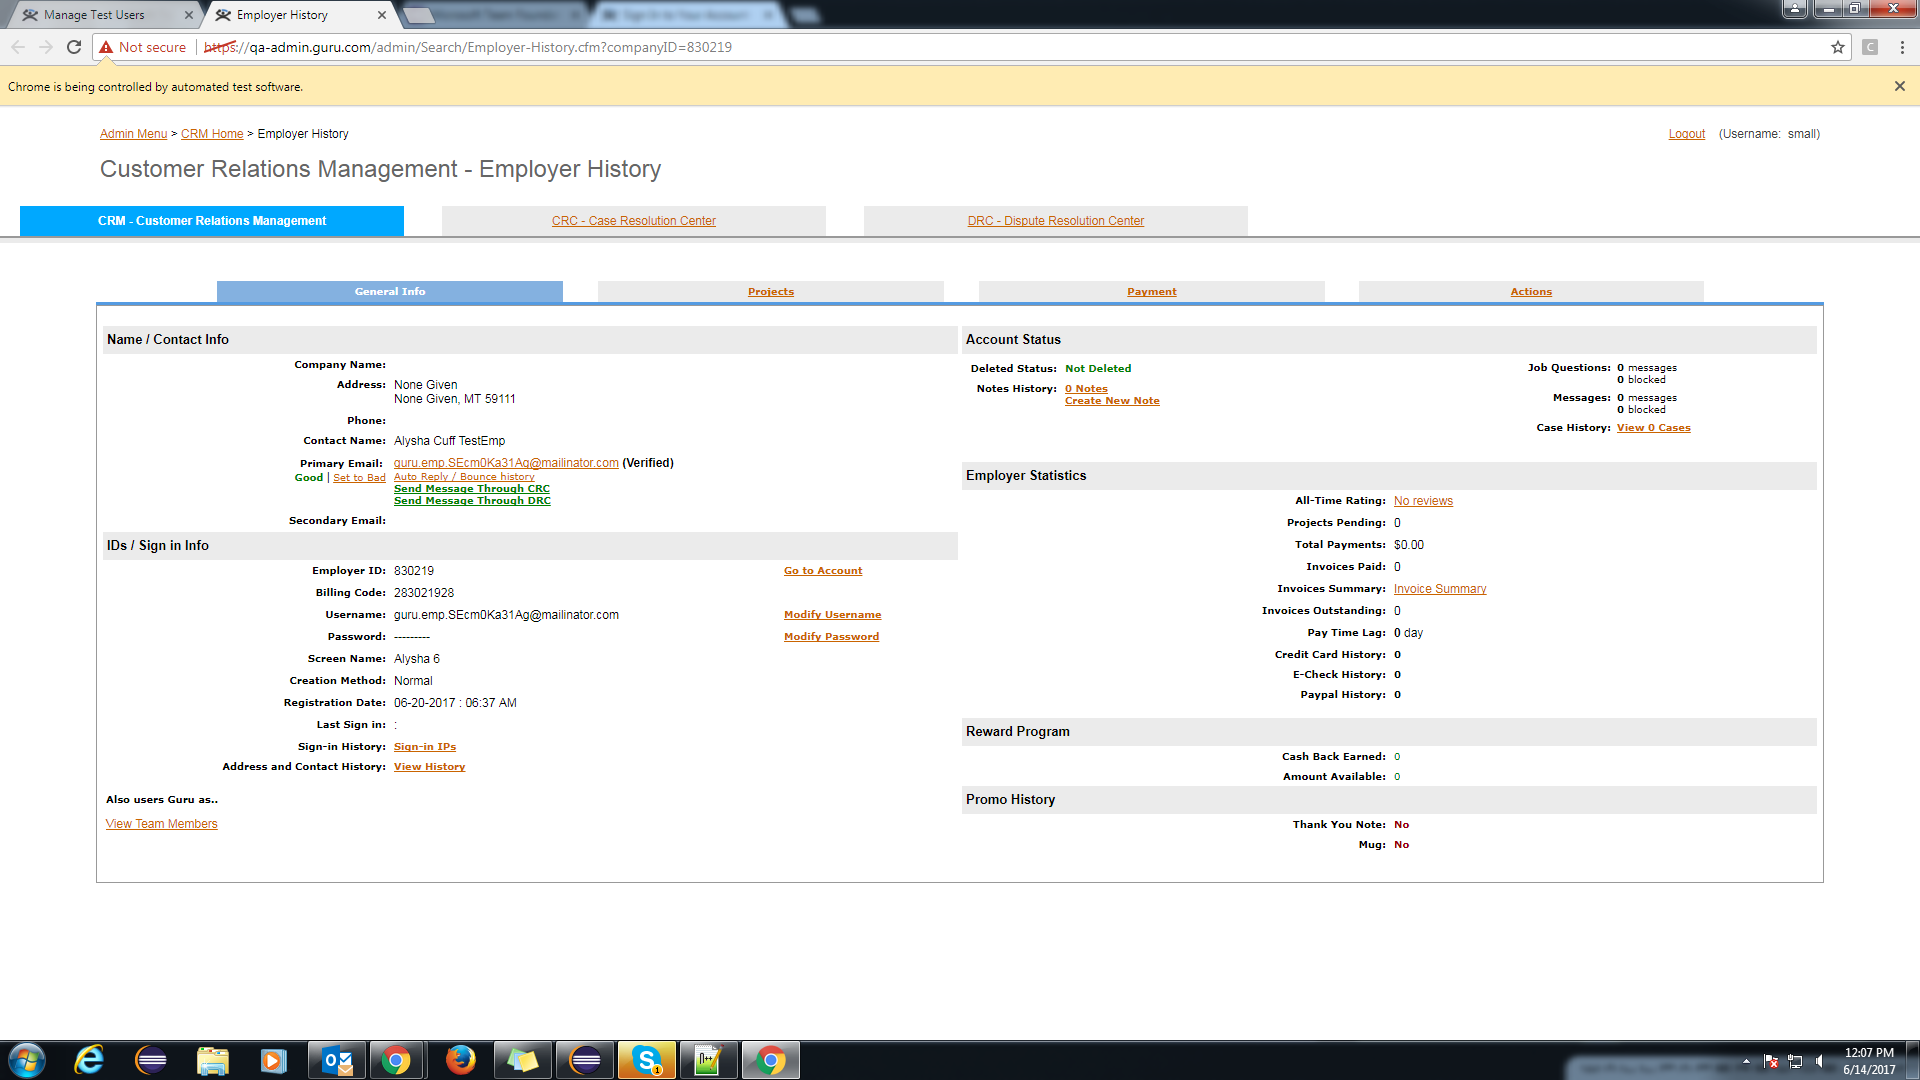 Manage Test Users
Employer History
Not secure https://qa-admin.guru.com/admin/Search/Employer-History.cfm?companyID=830219
Chrome is being controlled by automated test software.
Admin Menu > CRM Home > Employer History
Logout (Username: small)
Customer Relations Management - Employer History
CRM - Customer Relations Management
CRC - Case Resolution Center
DRC - Dispute Resolution Center
General Info
Projects
Payment
Actions
Name / Contact Info
Company Name:
Address: None Given
None Given, MT 59111
Phone:
Contact Name: Alysha Cuff TestEmp
Primary Email: guru.emp.SEcm0Ka31Ag@mailinator.com (Verified)
Good | Set to Bad Auto Reply / Bounce history
Send Message Through CRC
Send Message Through DRC
Secondary Email:
IDs / Sign in Info
Employer ID: 830219 Go to Account
Billing Code: 283021928
Username: guru.emp.SEcm0Ka31Ag@mailinator.com Modify Username
Password: --------- Modify Password
Screen Name: Alysha 6
Creation Method: Normal
Registration Date: 06-20-2017 : 06:37 AM
Last Sign in: :
Sign-in History: Sign-in IPs
Address and Contact History: View History
Also users Guru as..
View Team Members
Account Status
Deleted Status: Not Deleted
Notes History: 0 Notes
Create New Note
Job Questions: 0 messages
0 blocked
Messages: 0 messages
0 blocked
Case History: View 0 Cases
Employer Statistics
All-Time Rating: No reviews
Projects Pending: 0
Total Payments: $0.00
Invoices Paid: 0
Invoices Summary: Invoice Summary
Invoices Outstanding: 0
Pay Time Lag: 0 day
Credit Card History: 0
E-Check History: 0
Paypal History: 0
Reward Program
Cash Back Earned: 0
Amount Available: 0
Promo History
Thank You Note: No
Mug: No
12:07 PM
6/14/2017